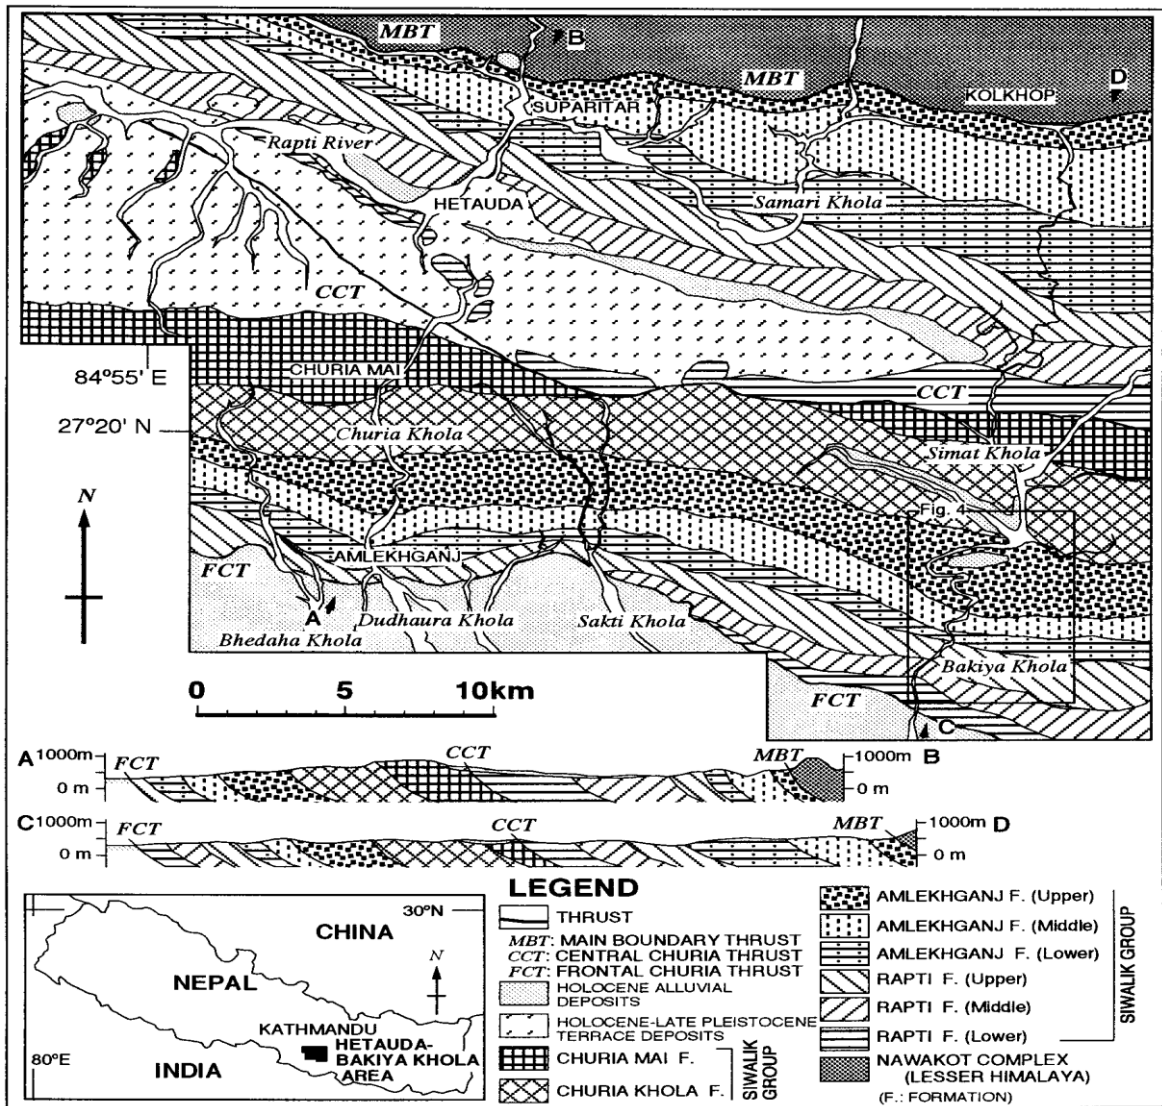 MBT
B
MBT
D
SUPARITAR
KOLKHOP
Rapti River
HETAUDA
Samari Khola
CCT
84°55' E
CHURIA MAI
CCT
27°20' N
Churia Khola
Simat Khola
N
Fig. 4
AMLEKHGANJ
FCT
A
Bhedaha Khola
Dudhaura Khola
Sakti Khola
Bakiya Khola
FCT
C
0 5 10km
A 1000m FCT CCT MBT 1000m B
0 m 0 m
C 1000m FCT CCT MBT 1000m D
0 m 0 m
30°N
CHINA
N
NEPAL
KATHMANDU
HETAUDA-
BAKIYA KHOLA
AREA
80°E
INDIA
LEGEND
THRUST
MBT: MAIN BOUNDARY THRUST
CCT: CENTRAL CHURIA THRUST
FCT: FRONTAL CHURIA THRUST
HOLOCENE ALLUVIAL
DEPOSITS
HOLOCENE-LATE PLEISTOCENE
TERRACE DEPOSITS
CHURIA MAI F.
CHURIA KHOLA F.
SIWALIK
GROUP
AMLEKHGANJ F. (Upper)
AMLEKHGANJ F. (Middle)
AMLEKHGANJ F. (Lower)
RAPTI F. (Upper)
RAPTI F. (Middle)
RAPTI F. (Lower)
SIWALIK GROUP
NAWAKOT COMPLEX
(LESSER HIMALAYA)
(F.: FORMATION)